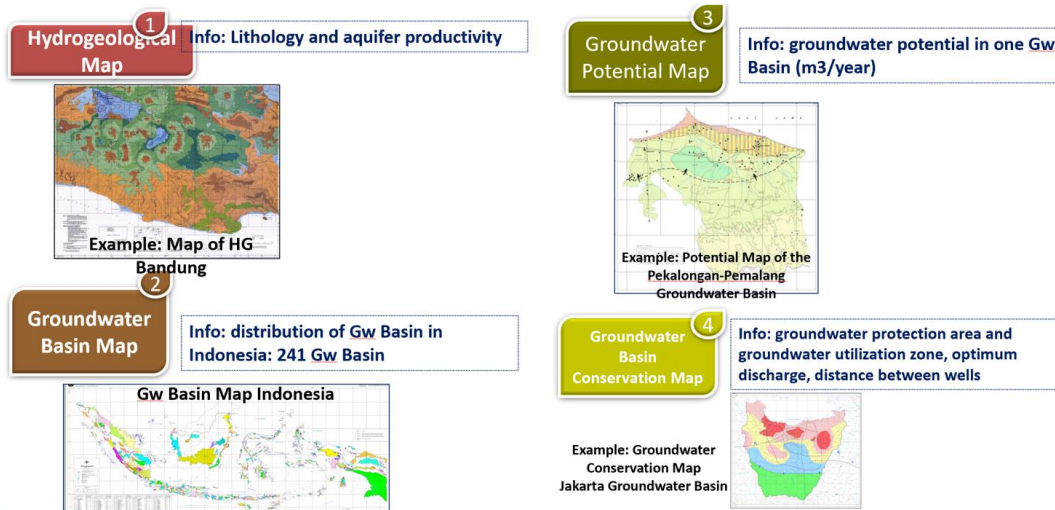 1
Hydrogeological
Map
Info: Lithology and aquifer productivity
Example: Map of HG
Bandung
2
Groundwater
Basin Map
Info: distribution of Gw Basin in
Indonesia: 241 Gw Basin
Gw Basin Map Indonesia
3
Groundwater
Potential Map
Info: groundwater potential in one Gw
Basin (m3/year)
Example: Potential Map of the
Pekalongan-Pemalang
Groundwater Basin
4
Groundwater
Basin
Conservation Map
Info: groundwater protection area and
groundwater utilization zone, optimum
discharge, distance between wells
Example: Groundwater
Conservation Map
Jakarta Groundwater Basin